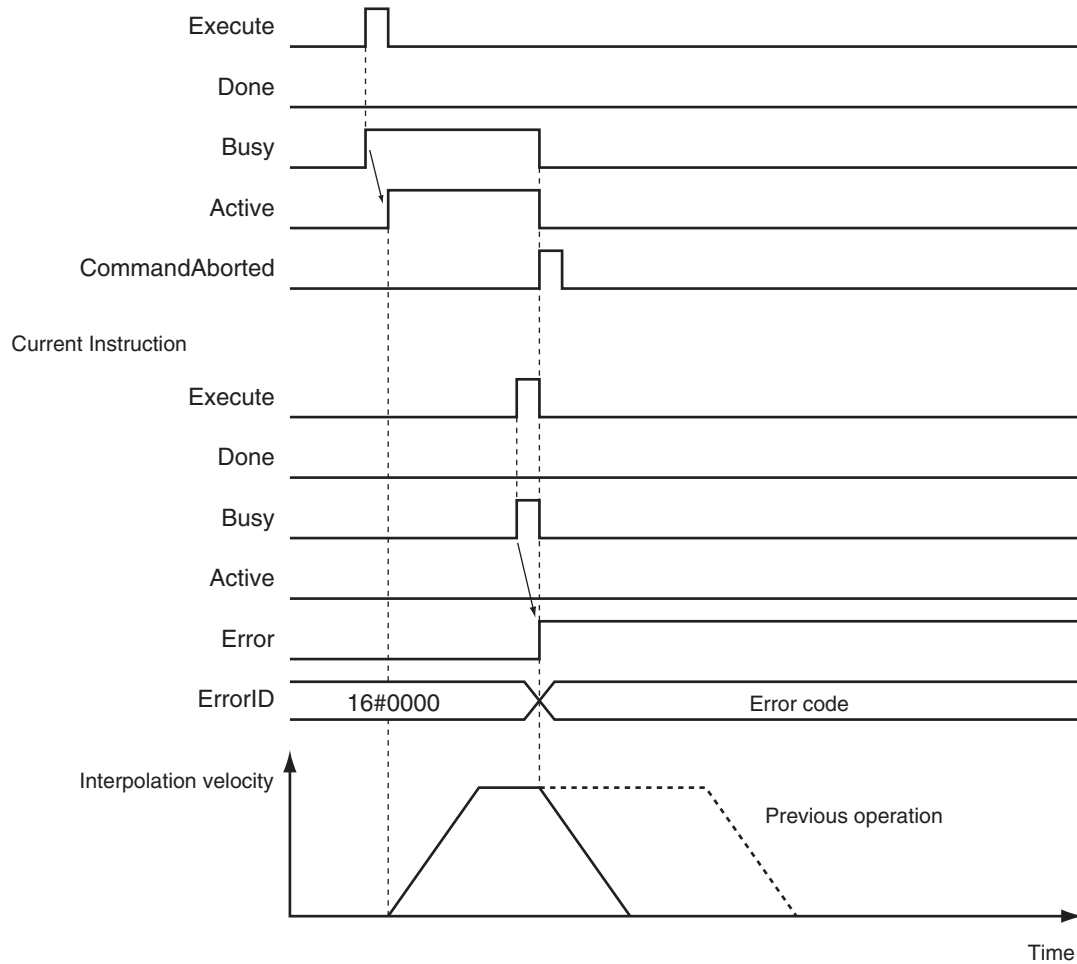 Execute
Done
Busy
Active
CommandAborted
Current Instruction
Execute
Done
Busy
Active
Error
ErrorID
16#0000
Error code
Interpolation velocity
Previous operation
Time